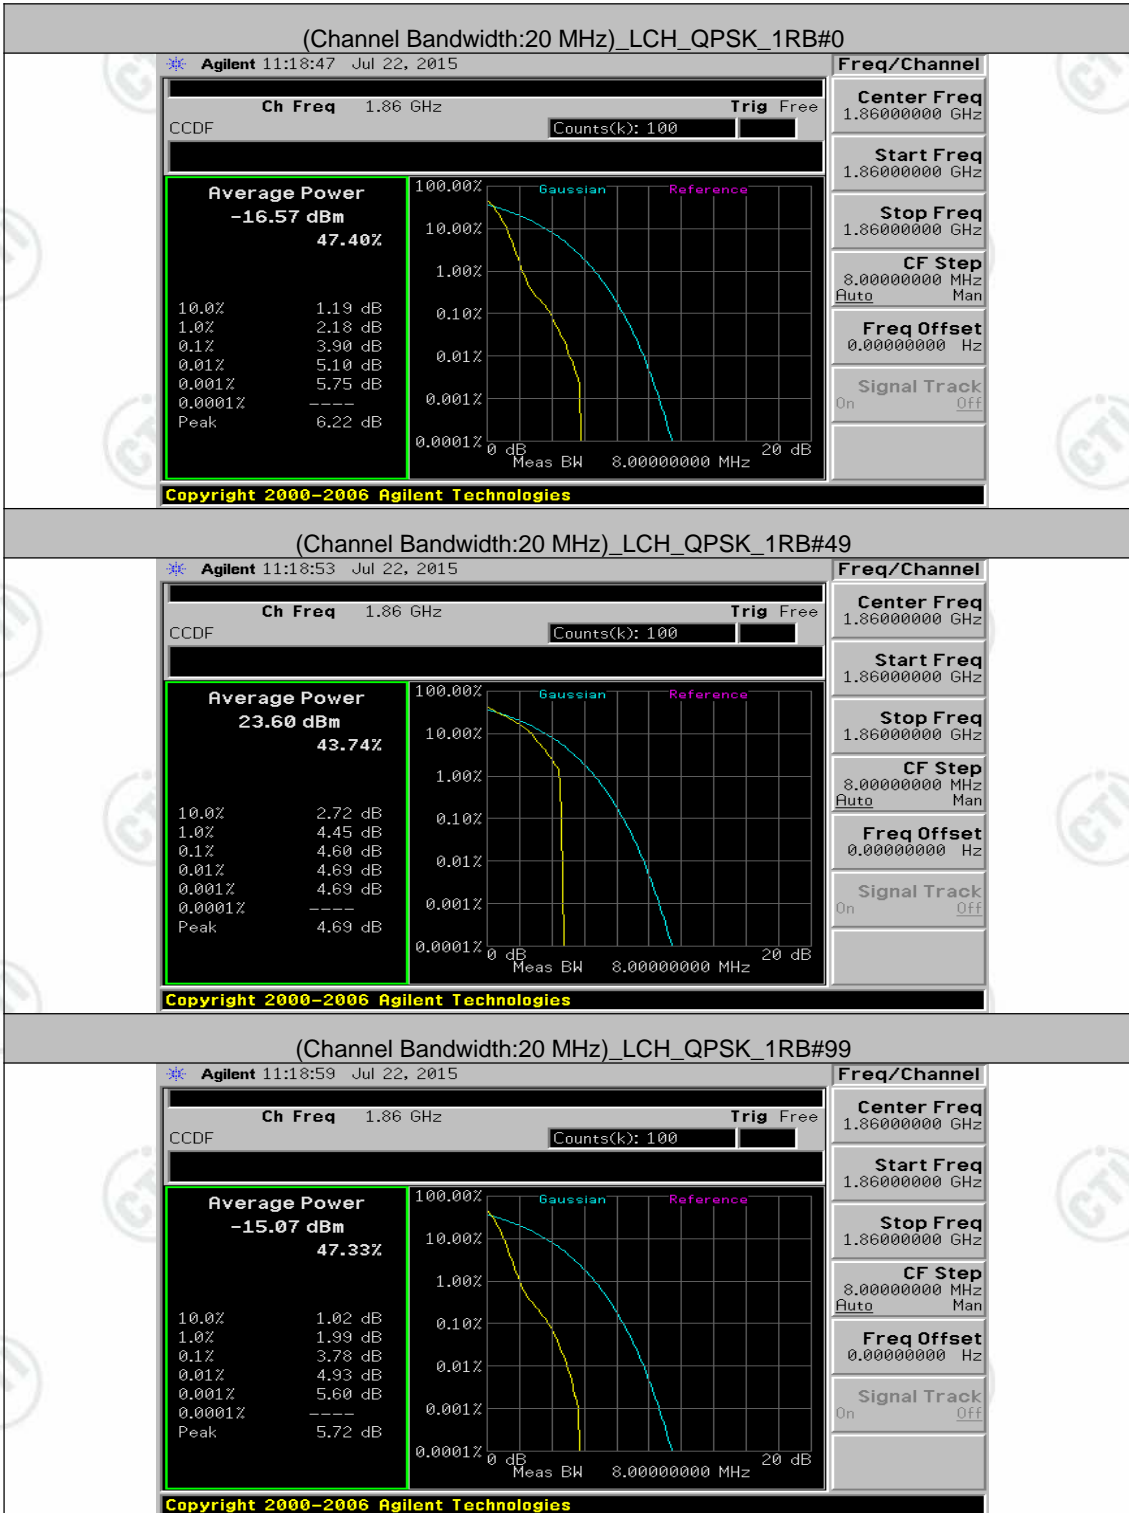 (Channel Bandwidth:20 MHz)_LCH_QPSK_1RB#0
Agilent 11:18:47 Jul 22, 2015
Freq/Channel
Ch Freq 1.86 GHz Trig Free
CCDF Counts(k): 100
Average Power
-16.57 dBm
47.40%
10.0% 1.19 dB
1.0% 2.18 dB
0.1% 3.90 dB
0.01% 5.10 dB
0.001% 5.75 dB
0.0001% ----
Peak 6.22 dB
Gaussian Reference
100.00%
10.00%
1.00%
0.10%
0.01%
0.001%
0.0001%
0 dB 20 dB
Meas BW 8.00000000 MHz
Center Freq
1.86000000 GHz
Start Freq
1.86000000 GHz
Stop Freq
1.86000000 GHz
CF Step
8.00000000 MHz
Auto Man
Freq Offset
0.00000000 Hz
Signal Track
On Off
Copyright 2000-2006 Agilent Technologies
(Channel Bandwidth:20 MHz)_LCH_QPSK_1RB#49
Agilent 11:18:53 Jul 22, 2015
Freq/Channel
Ch Freq 1.86 GHz Trig Free
CCDF Counts(k): 100
Average Power
23.60 dBm
43.74%
10.0% 2.72 dB
1.0% 4.45 dB
0.1% 4.60 dB
0.01% 4.69 dB
0.001% 4.69 dB
0.0001% ----
Peak 4.69 dB
Gaussian Reference
100.00%
10.00%
1.00%
0.10%
0.01%
0.001%
0.0001%
0 dB 20 dB
Meas BW 8.00000000 MHz
Center Freq
1.86000000 GHz
Start Freq
1.86000000 GHz
Stop Freq
1.86000000 GHz
CF Step
8.00000000 MHz
Auto Man
Freq Offset
0.00000000 Hz
Signal Track
On Off
Copyright 2000-2006 Agilent Technologies
(Channel Bandwidth:20 MHz)_LCH_QPSK_1RB#99
Agilent 11:18:59 Jul 22, 2015
Freq/Channel
Ch Freq 1.86 GHz Trig Free
CCDF Counts(k): 100
Average Power
-15.07 dBm
47.33%
10.0% 1.02 dB
1.0% 1.99 dB
0.1% 3.78 dB
0.01% 4.93 dB
0.001% 5.60 dB
0.0001% ----
Peak 5.72 dB
Gaussian Reference
100.00%
10.00%
1.00%
0.10%
0.01%
0.001%
0.0001%
0 dB 20 dB
Meas BW 8.00000000 MHz
Center Freq
1.86000000 GHz
Start Freq
1.86000000 GHz
Stop Freq
1.86000000 GHz
CF Step
8.00000000 MHz
Auto Man
Freq Offset
0.00000000 Hz
Signal Track
On Off
Copyright 2000-2006 Agilent Technologies